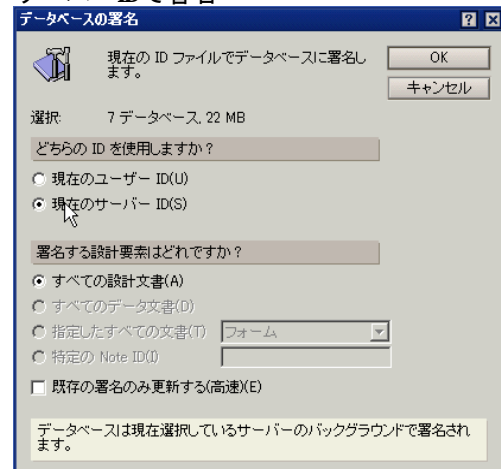 データベースの署名
現在の ID ファイルでデータベースに署名し
ます。
OK
キャンセル
選択: 7 データベース, 22 MB
どちらの ID を使用しますか?
現在のユーザー ID(U)
現在のサーバー ID(S)
署名する設計要素はどれですか?
すべての設計文書(A)
すべてのデータ文書(D)
指定したすべての文書(T) フォーム
特定の Note ID(I)
既存の署名のみ更新する(高速)(E)
データベースは現在選択しているサーバーのバックグラウンドで署名され
ます。